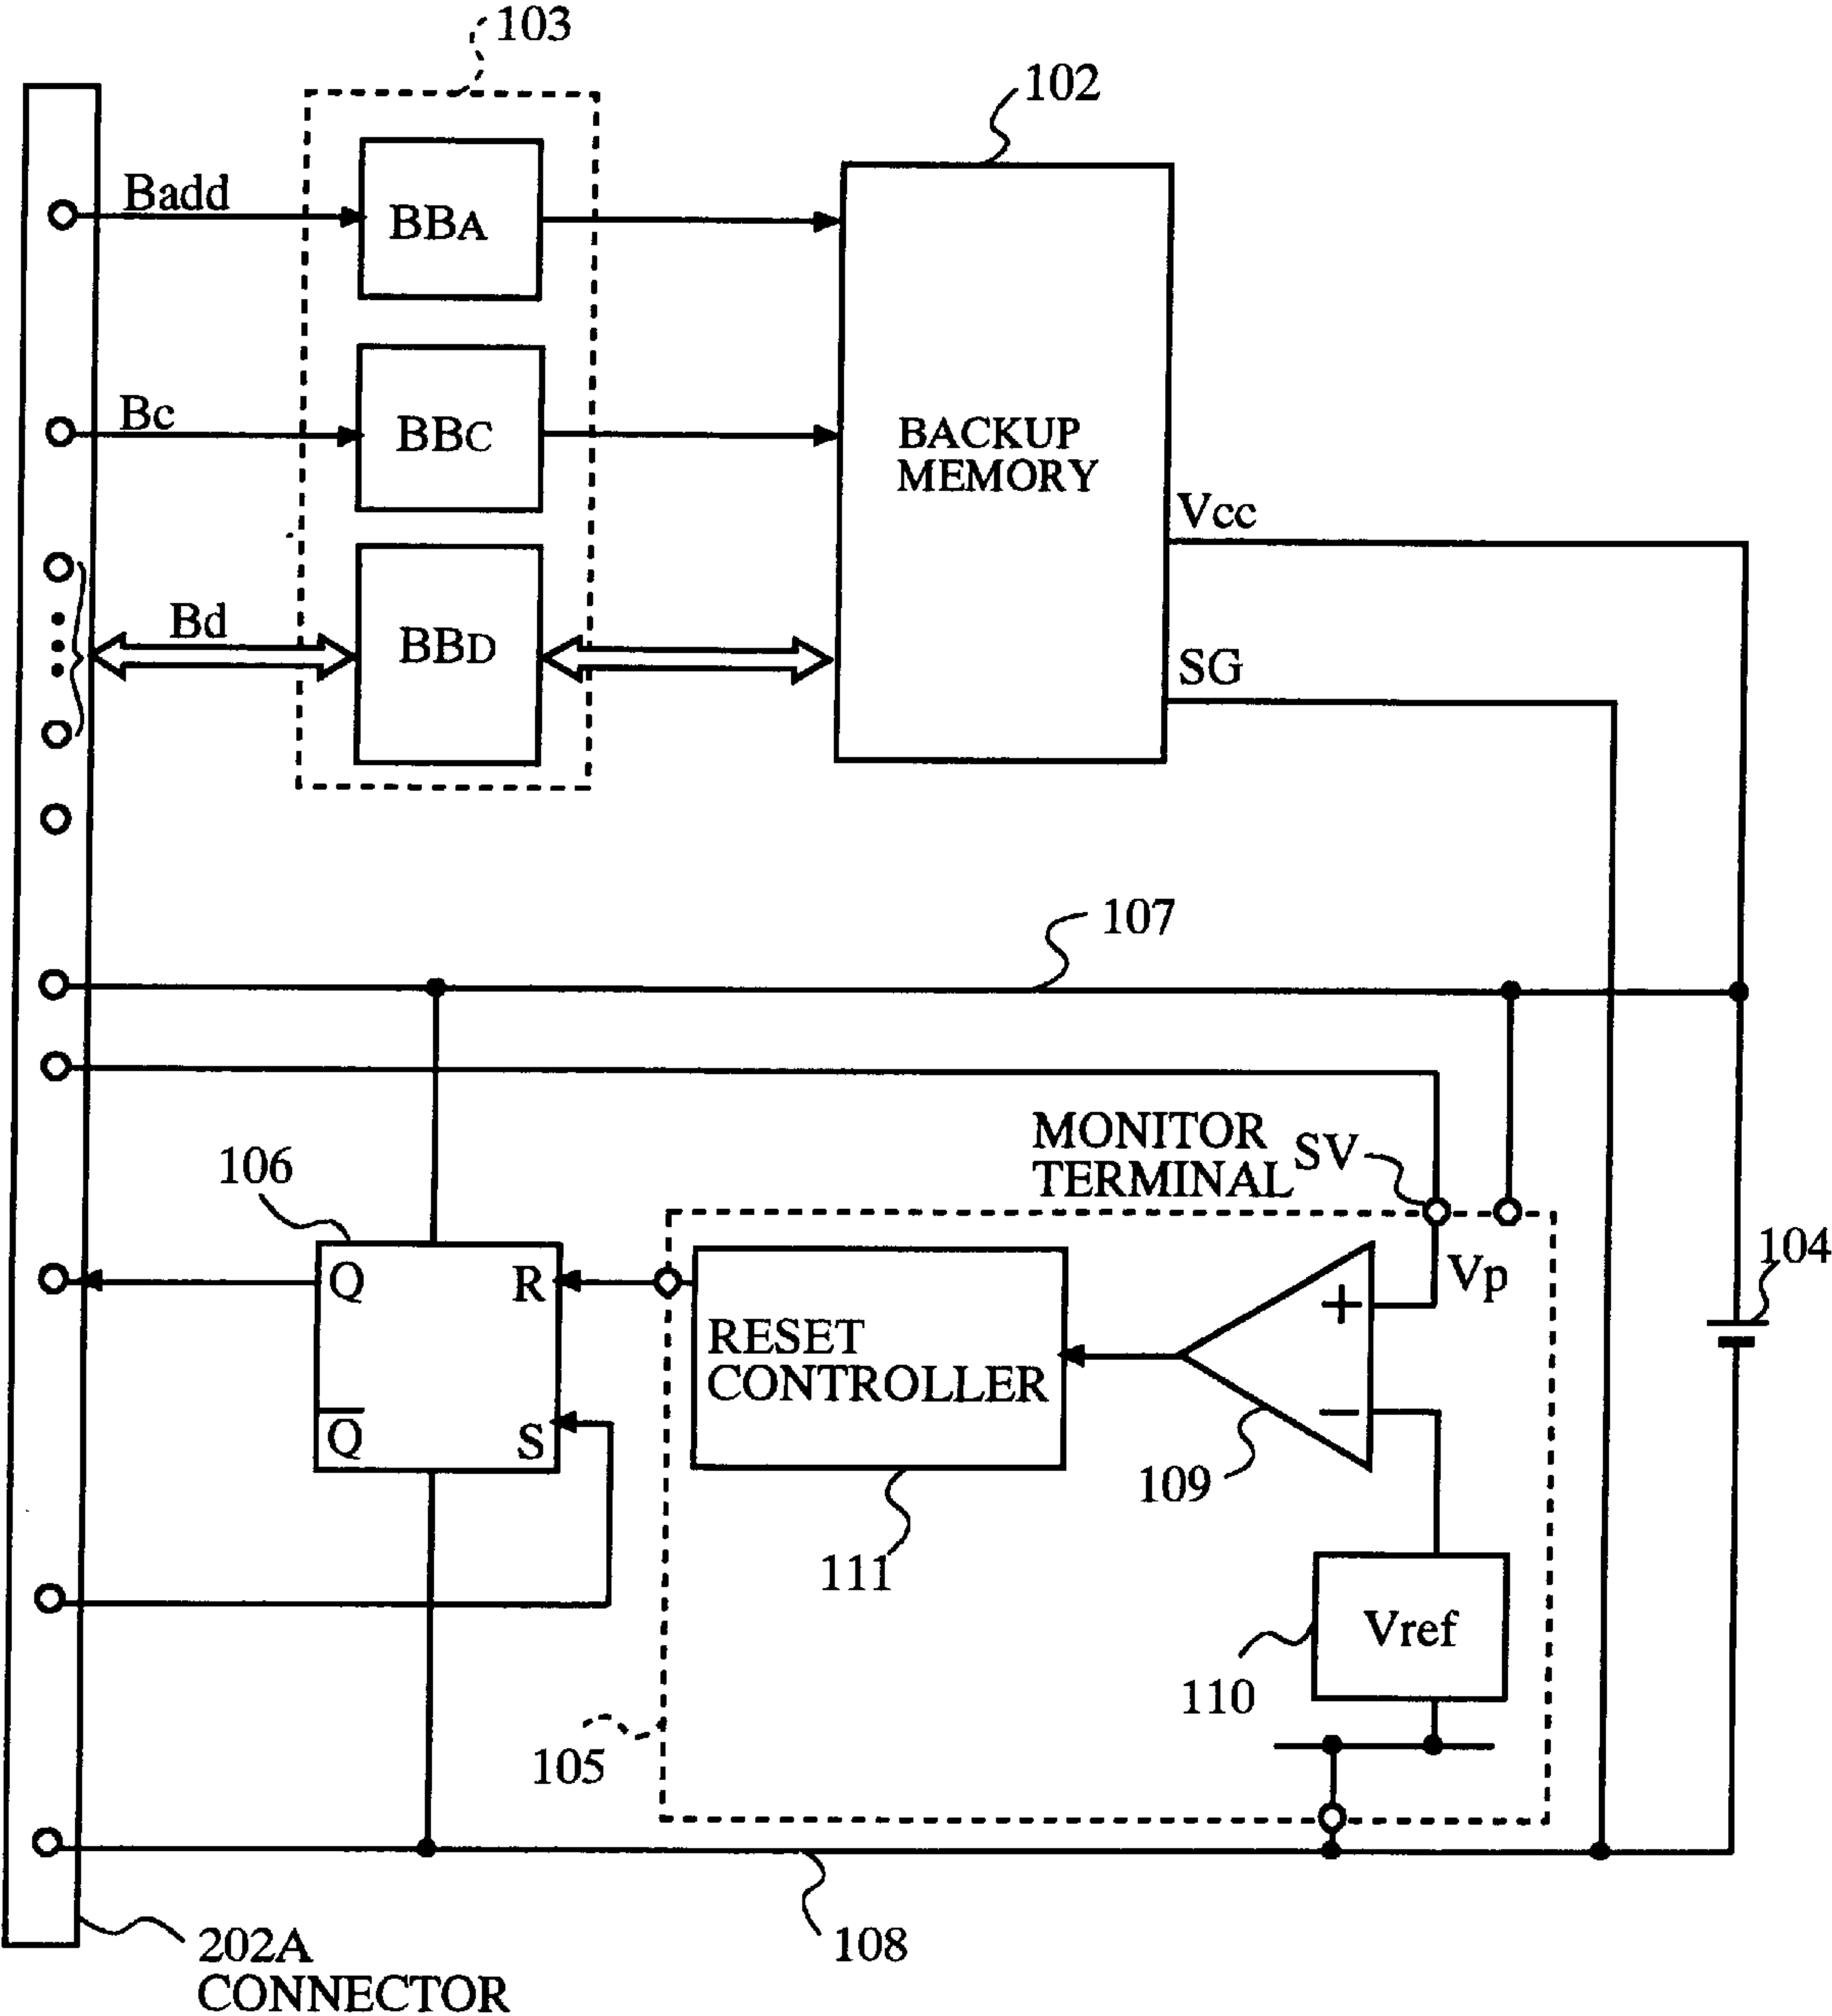 103
102
Badd
BBA
Bc
BBC
BACKUP
MEMORY
Vcc
Bd
BBD
SG
107
MONITOR
TERMINAL
SV
106
Vp
104
Q
R
+
RESET
CONTROLLER
Q̅
S
−
109
111
Vref
110
105
108
202A
CONNECTOR